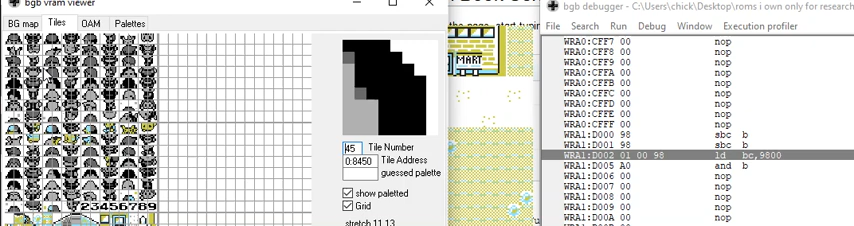 bgb vram viewer
BG map Tiles OAM Palettes
23456789
45 Tile Number
0:8450 Tile Address
guessed palette
show paletted
Grid
stretch 11,13
the page, start typin
MART
bgb debugger - C:\Users\chick\Desktop\roms i own only for research
File Search Run Debug Window Execution profiler
WRA0:CFF7 00 nop
WRA0:CFF8 00 nop
WRA0:CFF9 00 nop
WRA0:CFFA 00 nop
WRA0:CFFB 00 nop
WRA0:CFFC 00 nop
WRA0:CFFD 00 nop
WRA0:CFFE 00 nop
WRA0:CFFF 00 nop
WRA1:D000 98 sbc b
WRA1:D001 98 sbc b
WRA1:D002 01 00 98 ld bc,9800
WRA1:D005 A0 and b
WRA1:D006 00 nop
WRA1:D007 00 nop
WRA1:D008 00 nop
WRA1:D009 00 nop
WRA1:D00A 00 nop